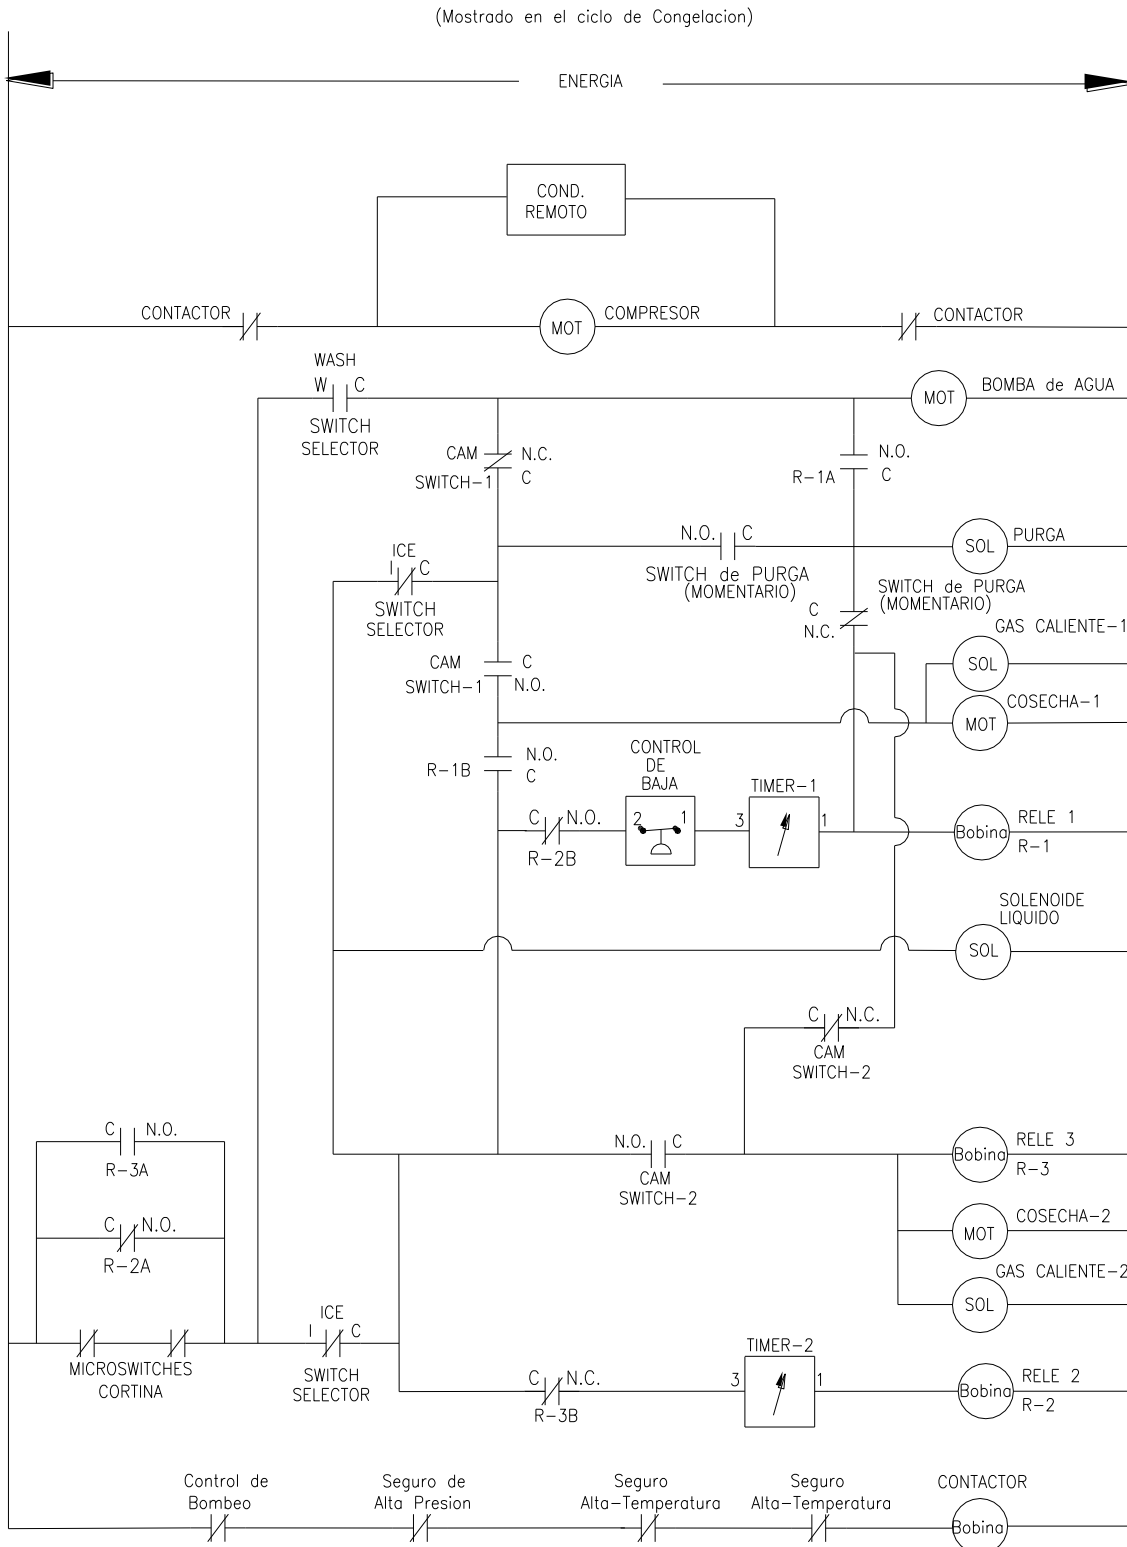 (Mostrado en el ciclo de Congelacion)
ENERGIA
COND.
REMOTO
CONTACTOR
MOT
COMPRESOR
CONTACTOR
WASH
W C
SWITCH
SELECTOR
MOT
BOMBA de AGUA
CAM
SWITCH-1
N.C.
C
R-1A
N.O.
C
N.O. C
SWITCH de PURGA
(MOMENTARIO)
SOL
PURGA
ICE
I C
SWITCH
SELECTOR
SWITCH de PURGA
(MOMENTARIO)
C
N.C.
GAS CALIENTE-1
SOL
CAM
SWITCH-1
C
N.O.
COSECHA-1
MOT
R-1B
N.O.
C
CONTROL
DE
BAJA
2 1
TIMER-1
3 1
C N.O.
R-2B
Bobina
RELE 1
R-1
SOLENOIDE
LIQUIDO
SOL
C N.C.
CAM
SWITCH-2
C N.O.
R-3A
N.O. C
CAM
SWITCH-2
Bobina
RELE 3
R-3
C N.O.
R-2A
MOT
COSECHA-2
GAS CALIENTE-2
SOL
MICROSWITCHES
CORTINA
ICE
I C
SWITCH
SELECTOR
C N.C.
R-3B
TIMER-2
3 1
Bobina
RELE 2
R-2
Control de
Bombeo
Seguro de
Alta Presion
Seguro
Alta-Temperatura
Seguro
Alta-Temperatura
CONTACTOR
Bobina